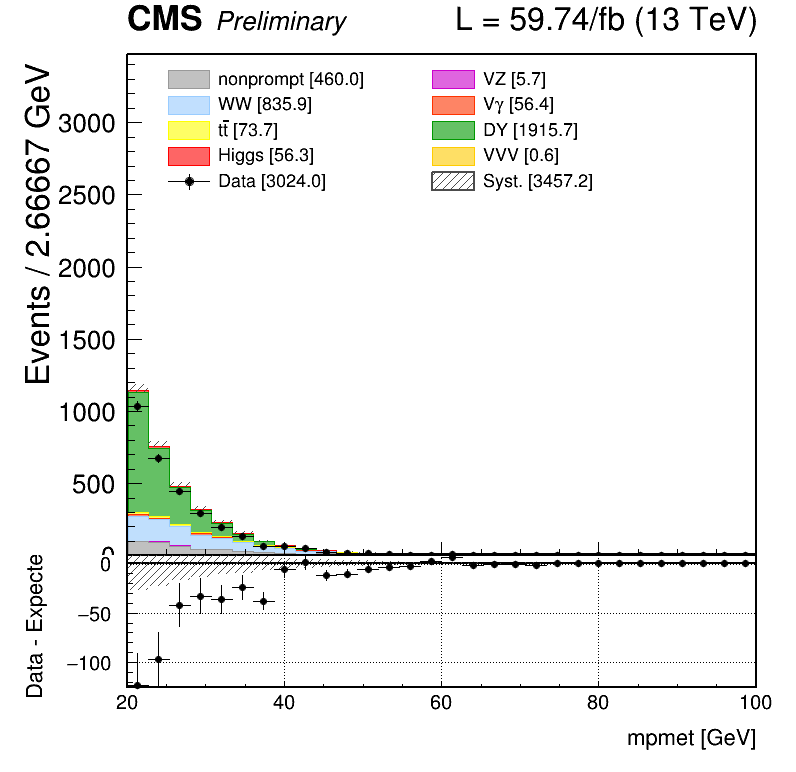 CMS Preliminary L = 59.74/fb (13 TeV)
Events / 2.66667 GeV
nonprompt [460.0] VZ [5.7]
WW [835.9] Vγ [56.4]
tt̄ [73.7] DY [1915.7]
Higgs [56.3] VVV [0.6]
Data [3024.0] Syst. [3457.2]
3000
2500
2000
1500
1000
500
0
Data - Expecte
0
−50
−100
20 40 60 80 100
mpmet [GeV]